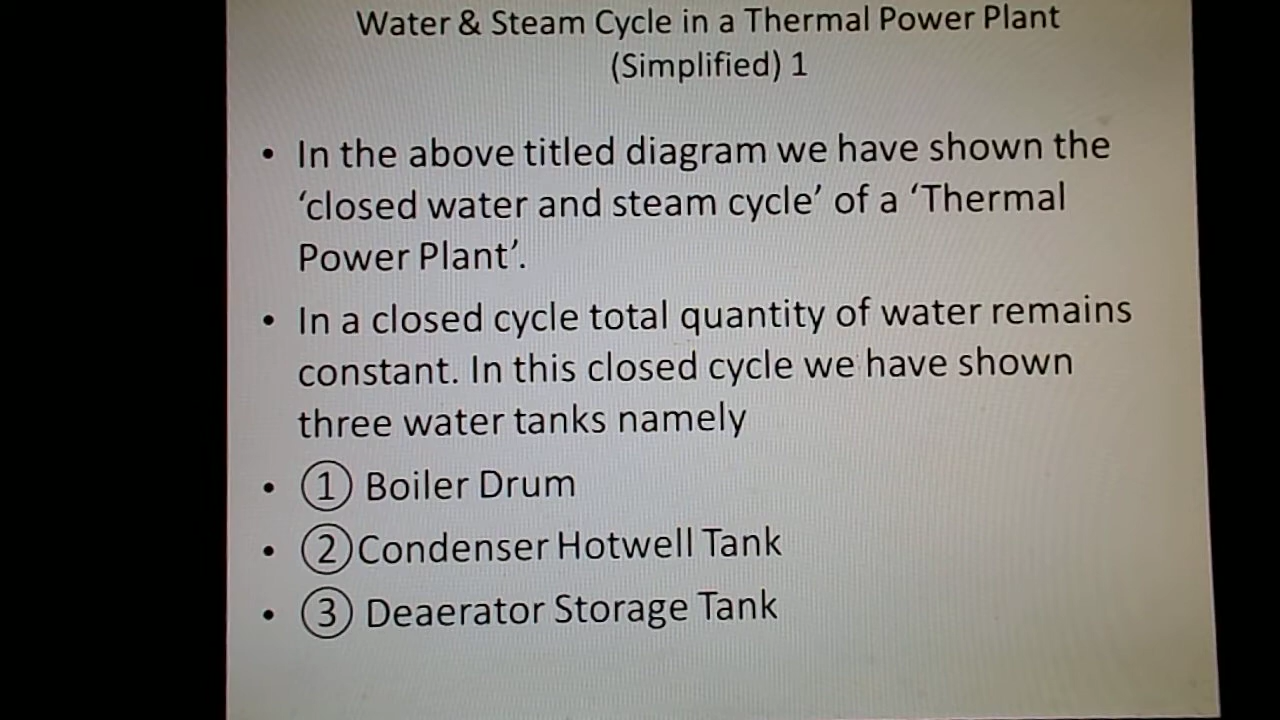 Water & Steam Cycle in a Thermal Power Plant
(Simplified) 1
• In the above titled diagram we have shown the
‘closed water and steam cycle’ of a ‘Thermal
Power Plant’.
• In a closed cycle total quantity of water remains
constant. In this closed cycle we have shown
three water tanks namely
• ① Boiler Drum
• ② Condenser Hotwell Tank
• ③ Deaerator Storage Tank